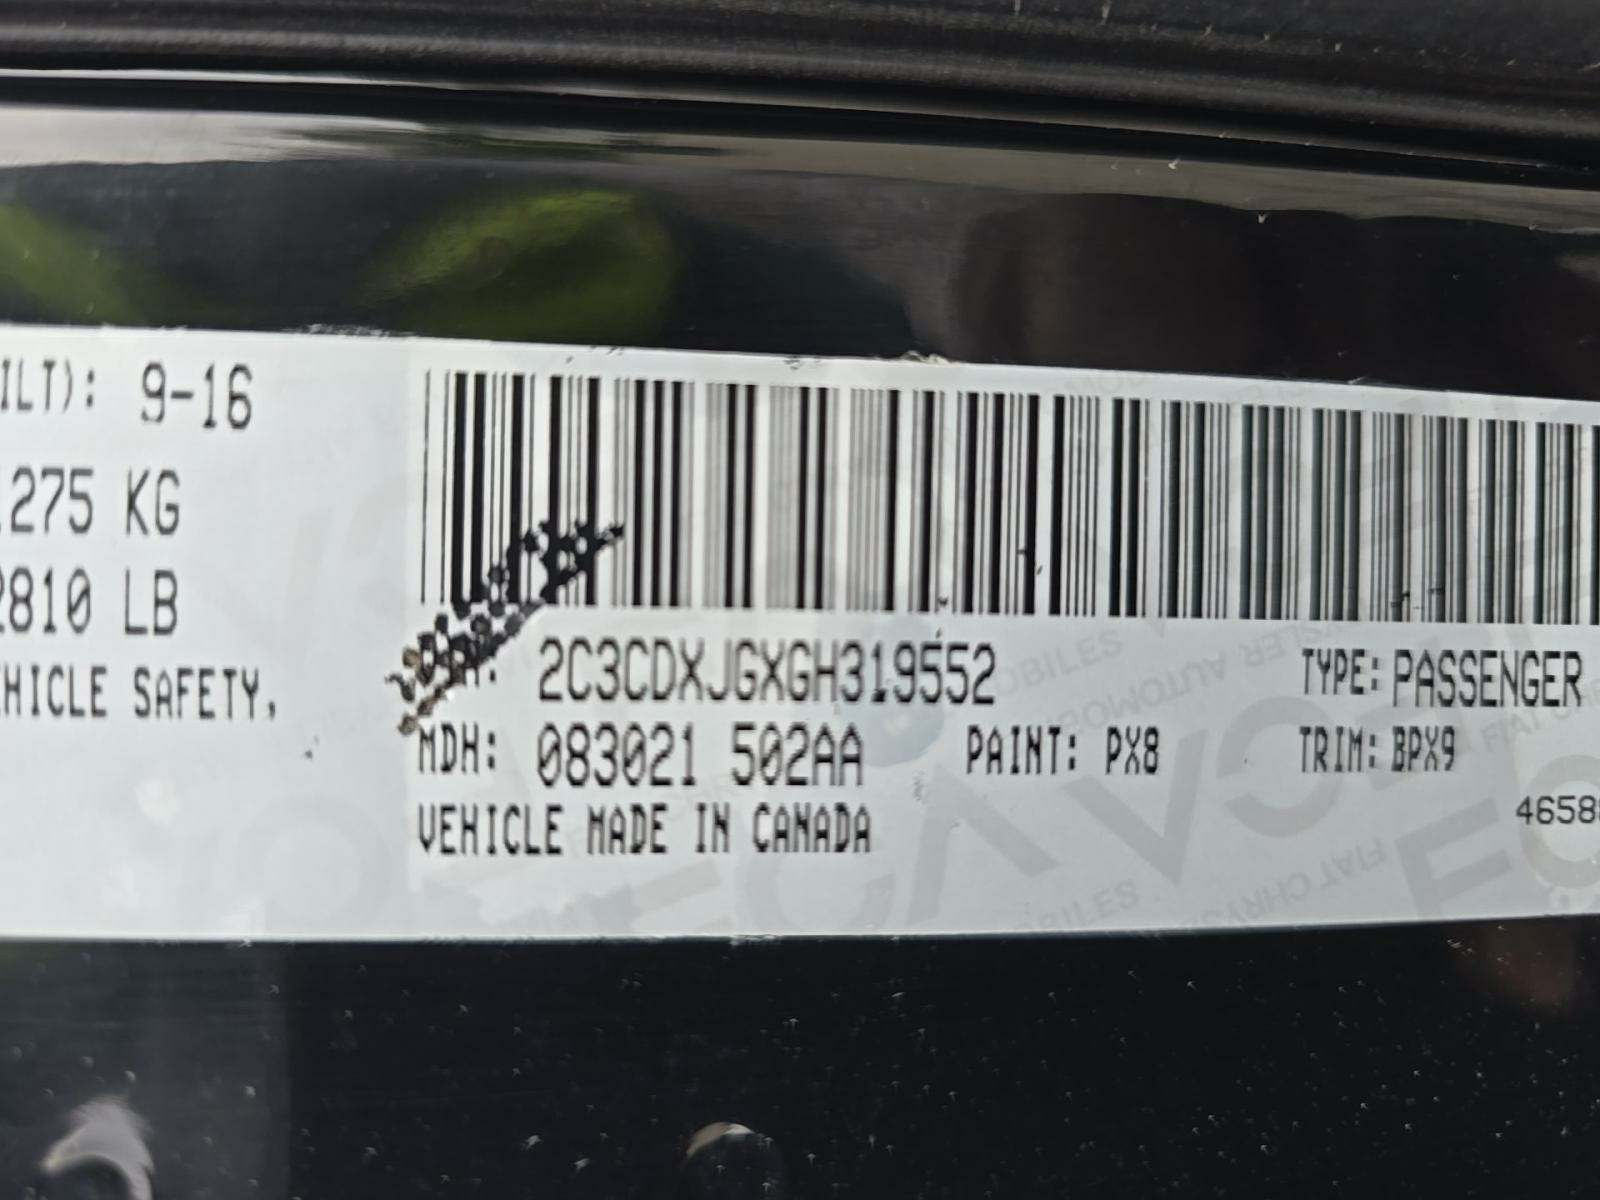 ILT): 9-16
275 KG
810 LB
HICLE SAFETY,
2C3CDXJGXGH319552
TYPE: PASSENGER
MDH: 083021 502AA
PAINT: PX8
TRIM: BPX9
VEHICLE MADE IN CANADA
4658